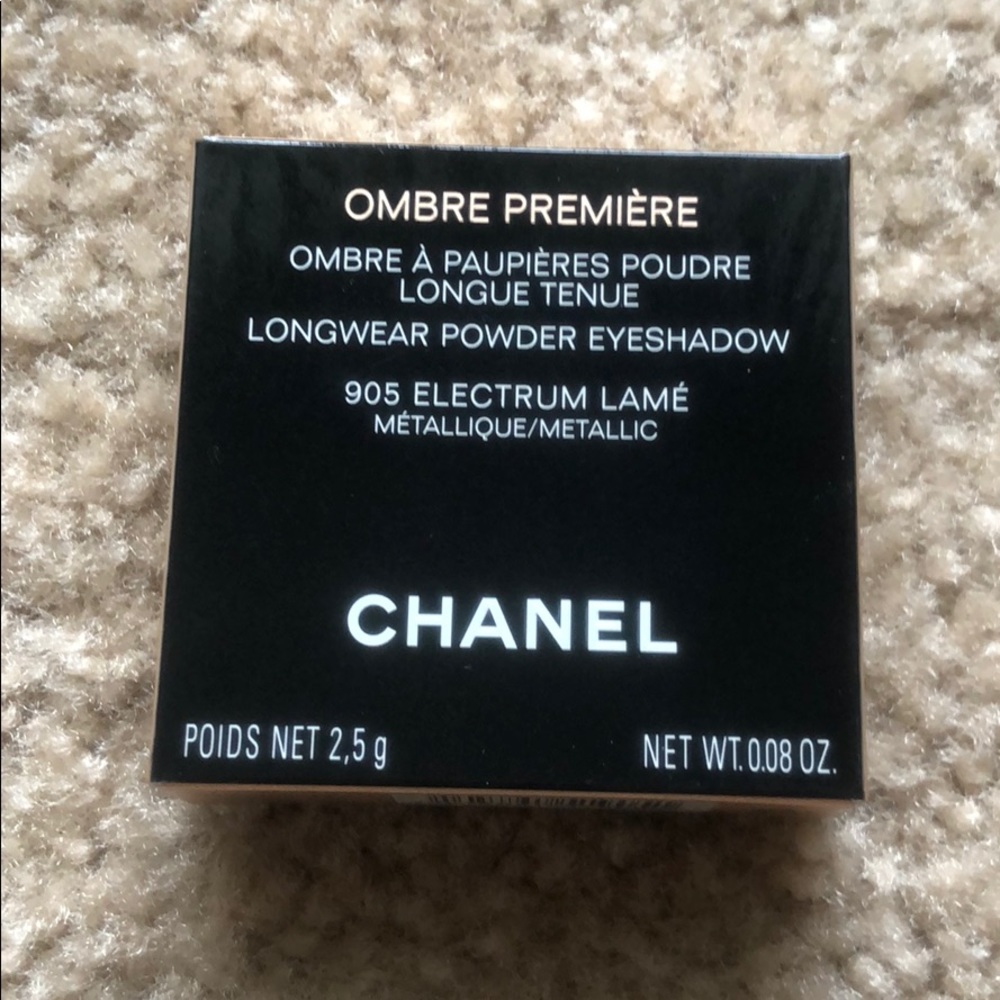 OMBRE PREMIÈRE
OMBRE À PAUPIÈRES POUDRE
LONGUE TENUE
LONGWEAR POWDER EYESHADOW
905 ELECTRUM LAMÉ
MÉTALLIQUE/METALLIC
CHANEL
POIDS NET 2,5 g
NET WT. 0.08 OZ.